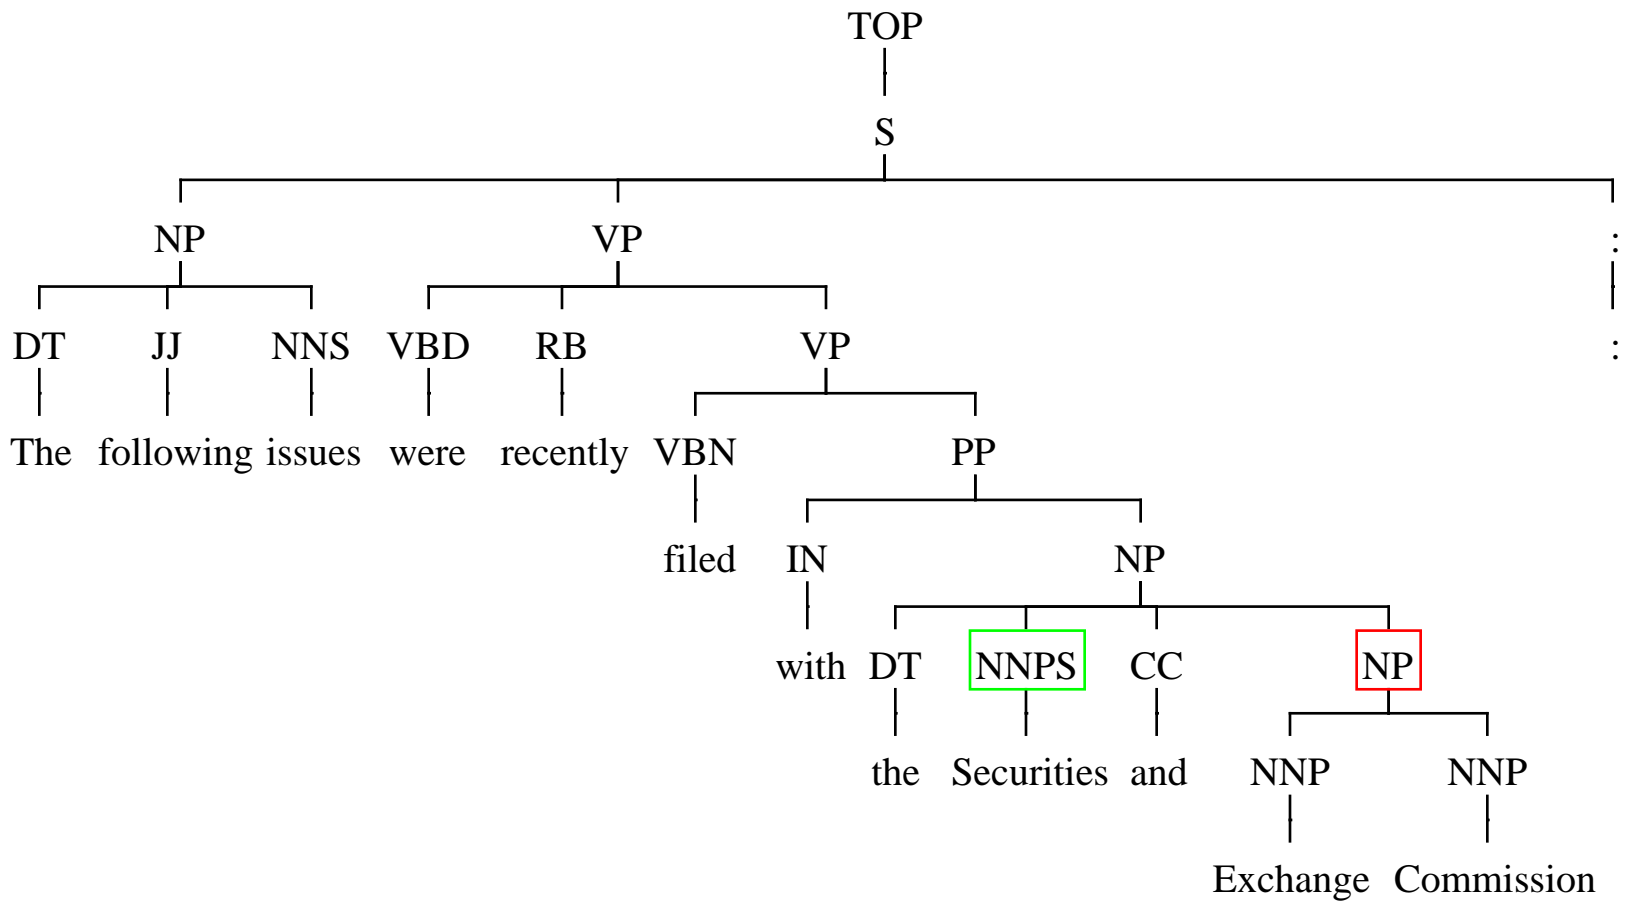 TOP
S
NP VP :
DT JJ NNS VBD RB VP :
The following issues were recently VBN PP
filed IN NP
with DT NNPS CC NP
the Securities and NNP NNP
Exchange Commission